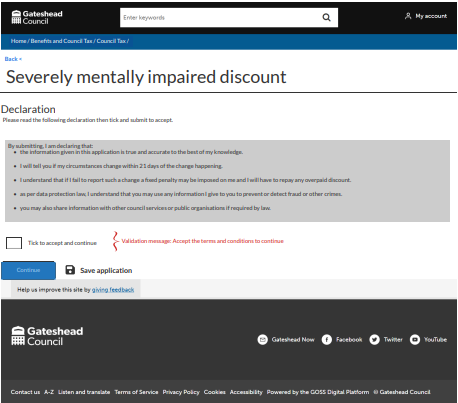 Gateshead
Council
Enter keywords
My account
Home / Benefits and Council Tax / Council Tax /
Back <
Severely mentally impaired discount
Declaration
Please read the following declaration then tick and submit to accept.
By submitting, I am declaring that:
• the information given in this application is true and accurate to the best of my knowledge.
• I will tell you if my circumstances change within 21 days of the change happening.
• I understand that if I fail to report such a change a fixed penalty may be imposed on me and I will have to repay any overpaid discount.
• as per data protection law, I understand that you may use any information I give to you to prevent or detect fraud or other crimes.
• you may also share information with other council services or public organisations if required by law.
Tick to accept and continue
Validation message: Accept the terms and conditions to continue
Continue
Save application
Help us improve this site by giving feedback
Gateshead
Council
Gateshead Now Facebook Twitter YouTube
Contact us A-Z Listen and translate Terms of Service Privacy Policy Cookies Accessibility Powered by the GOSS Digital Platform © Gateshead Council